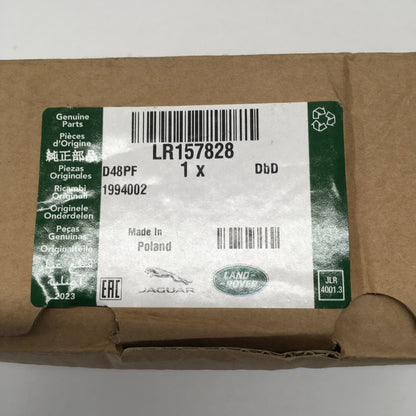 Genuine
Parts
Pièces
d'Origine
純正部品
Piezas
Originales
Ricambi
Originali
Originele
Onderdelen
Peças
Genuinas
Originalteile
2023
LR157828
D48PF 1 x DbD
1994002
Made In
Poland
EAC
JAGUAR
LAND-
ROVER
JLR
4001.3